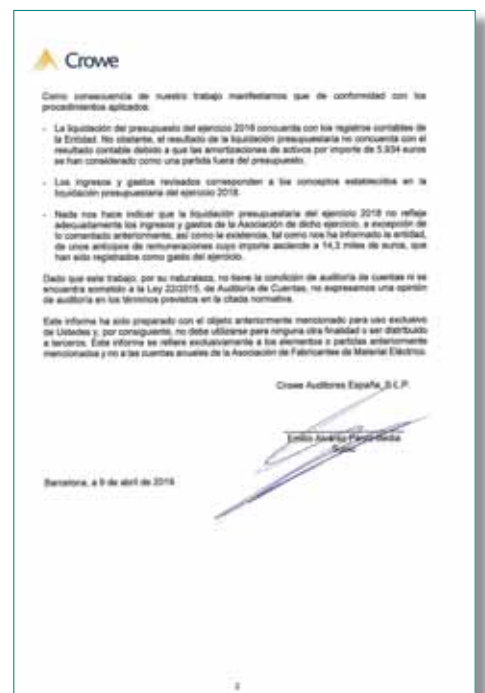 Crowe
Como consecuencia de nuestro trabajo manifestamos que de conformidad con los
procedimientos aplicados:
- La liquidación del presupuesto del ejercicio 2018 concuerda con los registros contables de
la Entidad. No obstante, el resultado de la liquidación presupuestaria no concuerda con el
resultado contable debido a que las amortizaciones de activos por importe de 5.934 euros
se han considerado como una partida fuera del presupuesto.
- Los ingresos y gastos revisados corresponden a los conceptos establecidos en la
liquidación presupuestaria del ejercicio 2018.
- Nada nos hace indicar que la liquidación presupuestaria del ejercicio 2018 no refleje
adecuadamente los ingresos y gastos de la Asociación de dicho ejercicio, a excepción de
lo comentado anteriormente, así como la existencia, tal como nos ha informado la entidad,
de unos anticipos de remuneraciones cuyo importe asciende a 14,3 miles de euros, que
han sido registrados como gasto del ejercicio.
Dado que este trabajo, por su naturaleza, no tiene la condición de auditoría de cuentas ni se
encuentra sometido a la Ley 22/2015, de Auditoría de Cuentas, no expresamos una opinión
de auditoría en los términos previstos en la citada normativa.
Este informe ha sido preparado con el objeto anteriormente mencionado para uso exclusivo
de Ustedes y, por consiguiente, no debe utilizarse para ninguna otra finalidad o ser distribuido
a terceros. Este informe se refiere exclusivamente a los elementos o partidas anteriormente
mencionados y no a las cuentas anuales de la Asociación de Fabricantes de Material Eléctrico.
Crowe Auditores España, S.L.P.
Emilio Álvarez Pérez-Bedia
Socio
Barcelona, a 9 de abril de 2019
2